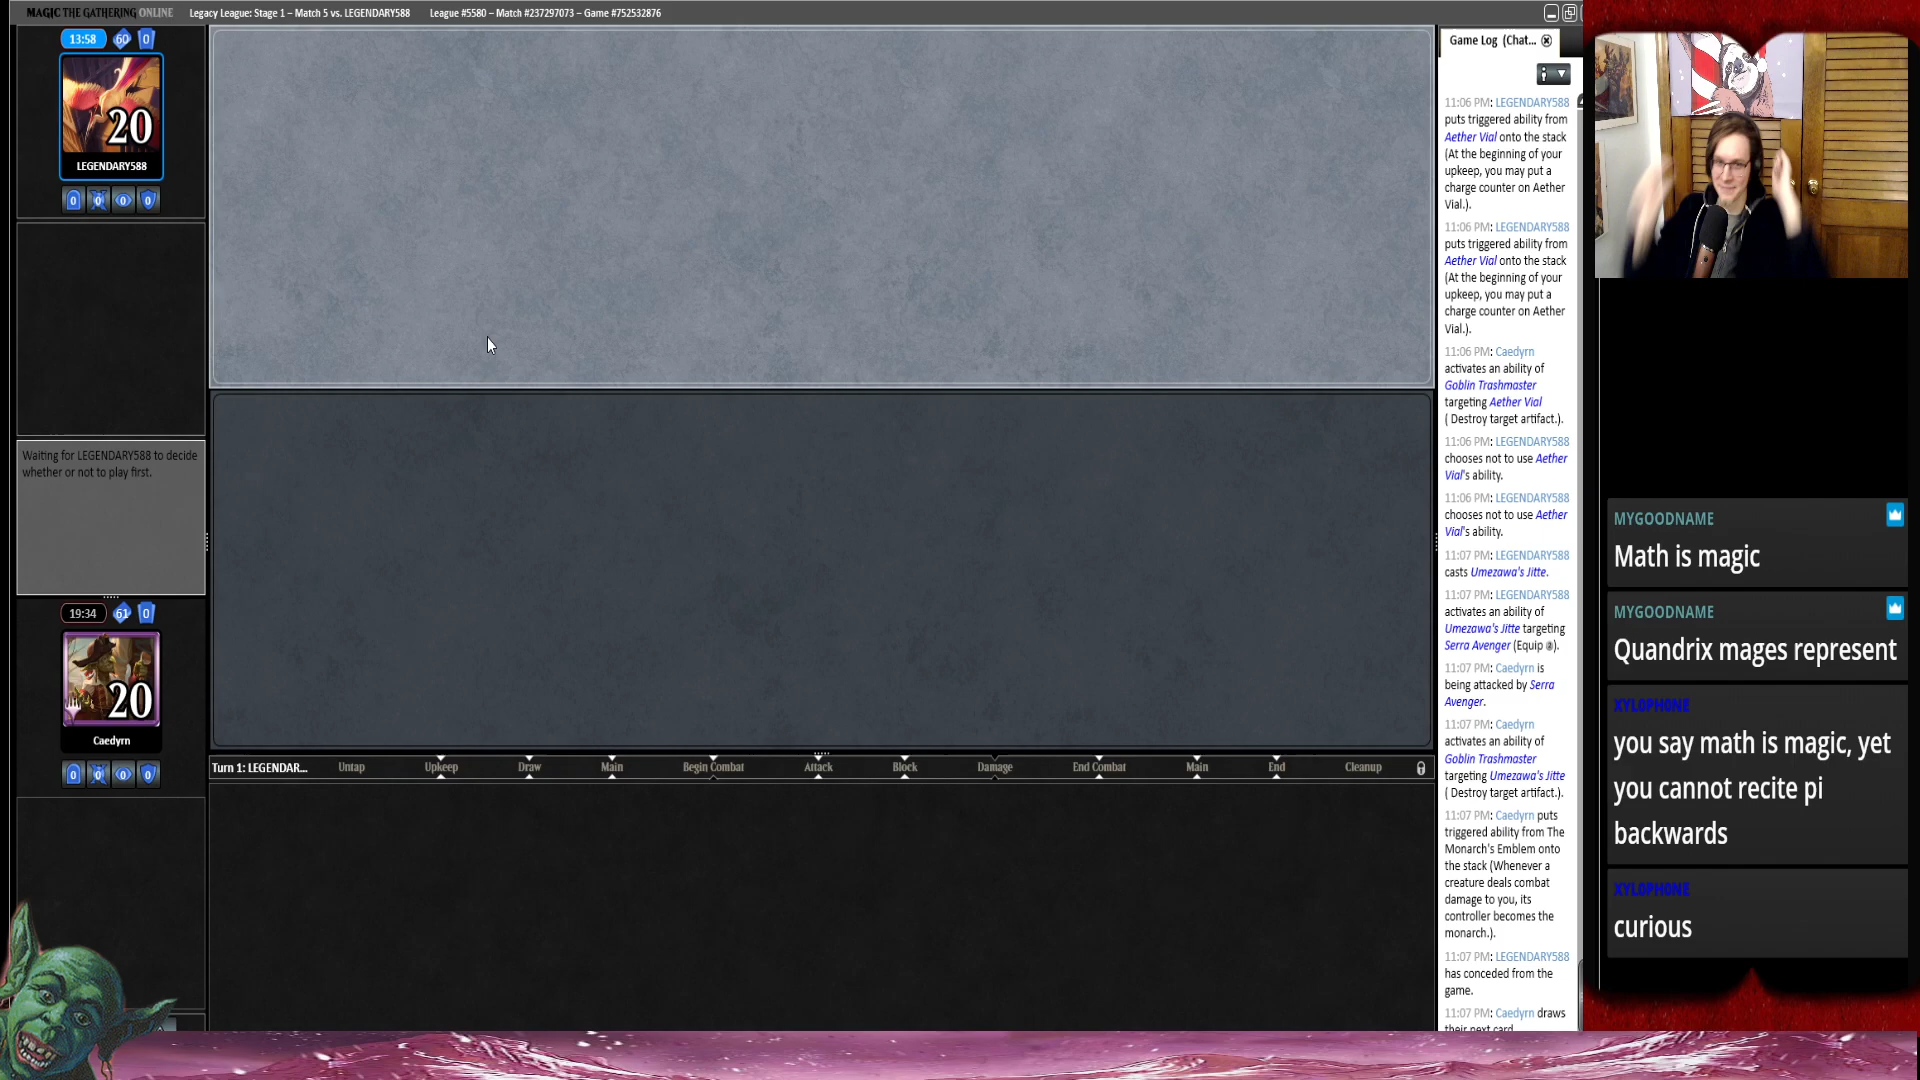 MAGIC THE GATHERING ONLINE
Legacy League: Stage 1 – Match 5 vs. LEGENDARY588
League #5580 – Match #237297073 – Game #752532876
13:58
60
0
20
LEGENDARY588
0
0
0
0
Waiting for LEGENDARY588 to decide
whether or not to play first.
19:34
61
0
20
Caedyrn
0
0
0
0
Turn 1: LEGENDAR...
Untap
Upkeep
Draw
Main
Begin Combat
Attack
Block
Damage
End Combat
Main
End
Cleanup
Game Log (Chat...
11:06 PM: LEGENDARY588
puts triggered ability from
Aether Vial onto the stack
(At the beginning of your
upkeep, you may put a
charge counter on Aether
Vial.).
11:06 PM: LEGENDARY588
puts triggered ability from
Aether Vial onto the stack
(At the beginning of your
upkeep, you may put a
charge counter on Aether
Vial.).
11:06 PM: Caedyrn
activates an ability of
Goblin Trashmaster
targeting Aether Vial
( Destroy target artifact.).
11:06 PM: LEGENDARY588
chooses not to use Aether
Vial's ability.
11:06 PM: LEGENDARY588
chooses not to use Aether
Vial's ability.
11:07 PM: LEGENDARY588
casts Umezawa's Jitte.
11:07 PM: LEGENDARY588
activates an ability of
Umezawa's Jitte targeting
Serra Avenger (Equip 2).
11:07 PM: Caedyrn is
being attacked by Serra
Avenger.
11:07 PM: Caedyrn
activates an ability of
Goblin Trashmaster
targeting Umezawa's Jitte
( Destroy target artifact.).
11:07 PM: Caedyrn puts
triggered ability from The
Monarch's Emblem onto
the stack (Whenever a
creature deals combat
damage to you, its
controller becomes the
monarch.).
11:07 PM: LEGENDARY588
has conceded from the
game.
11:07 PM: Caedyrn draws
their next card
MYGOODNAME
Math is magic
MYGOODNAME
Quandrix mages represent
XYLOPHONE
you say math is magic, yet
you cannot recite pi
backwards
XYLOPHONE
curious